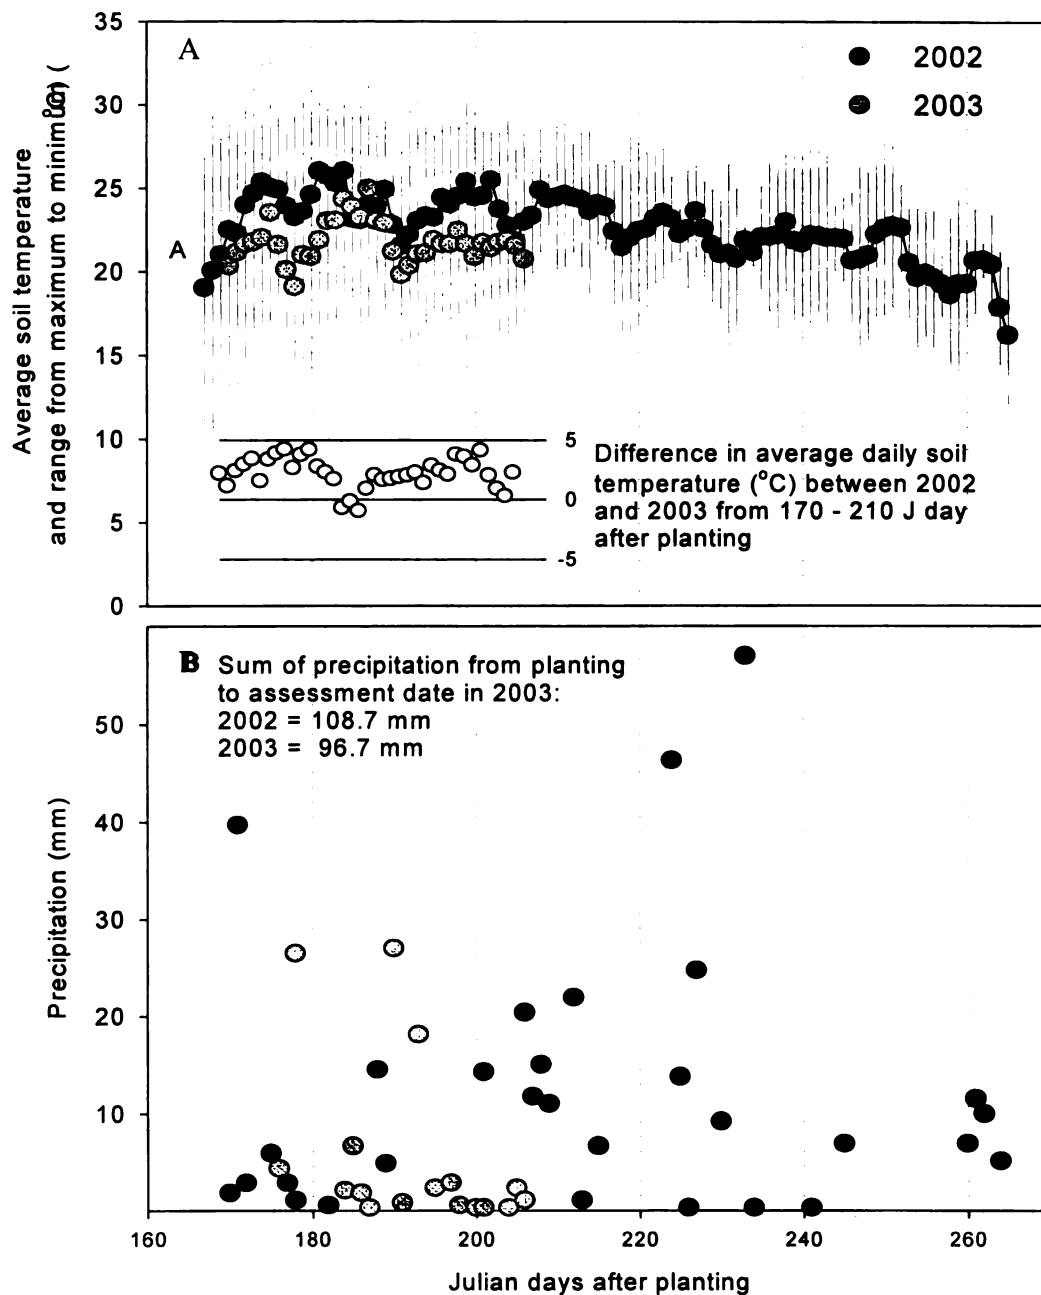 35
30
25
20
15
10
5
0
Average soil temperature
and range from maximum to minimum (°C)
A
A
2002
2003
5
0
-5
Difference in average daily soil
temperature (°C) between 2002
and 2003 from 170 - 210 J day
after planting
B Sum of precipitation from planting
to assessment date in 2003:
2002 = 108.7 mm
2003 = 96.7 mm
50
40
30
20
10
Precipitation (mm)
160 180 200 220 240 260
Julian days after planting